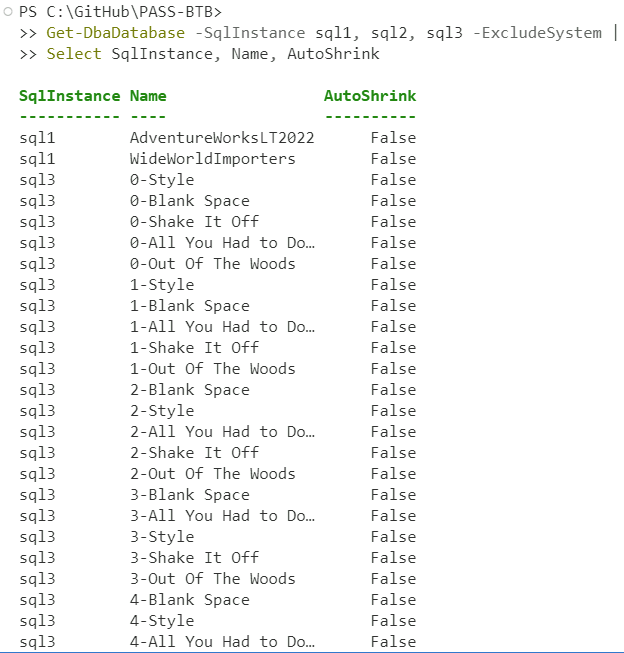 PS C:\GitHub\PASS-BTB>
>> Get-DbaDatabase -SqlInstance sql1, sql2, sql3 -ExcludeSystem |
>> Select SqlInstance, Name, AutoShrink
SqlInstance Name AutoShrink
----------- ---- ----------
sql1 AdventureWorksLT2022 False
sql1 WideWorldImporters False
sql3 0-Style False
sql3 0-Blank Space False
sql3 0-Shake It Off False
sql3 0-All You Had to Do… False
sql3 0-Out Of The Woods False
sql3 1-Style False
sql3 1-Blank Space False
sql3 1-All You Had to Do… False
sql3 1-Shake It Off False
sql3 1-Out Of The Woods False
sql3 2-Blank Space False
sql3 2-Style False
sql3 2-All You Had to Do… False
sql3 2-Shake It Off False
sql3 2-Out Of The Woods False
sql3 3-Blank Space False
sql3 3-All You Had to Do… False
sql3 3-Style False
sql3 3-Shake It Off False
sql3 3-Out Of The Woods False
sql3 4-Blank Space False
sql3 4-Style False
sql3 4-All You Had to Do… False